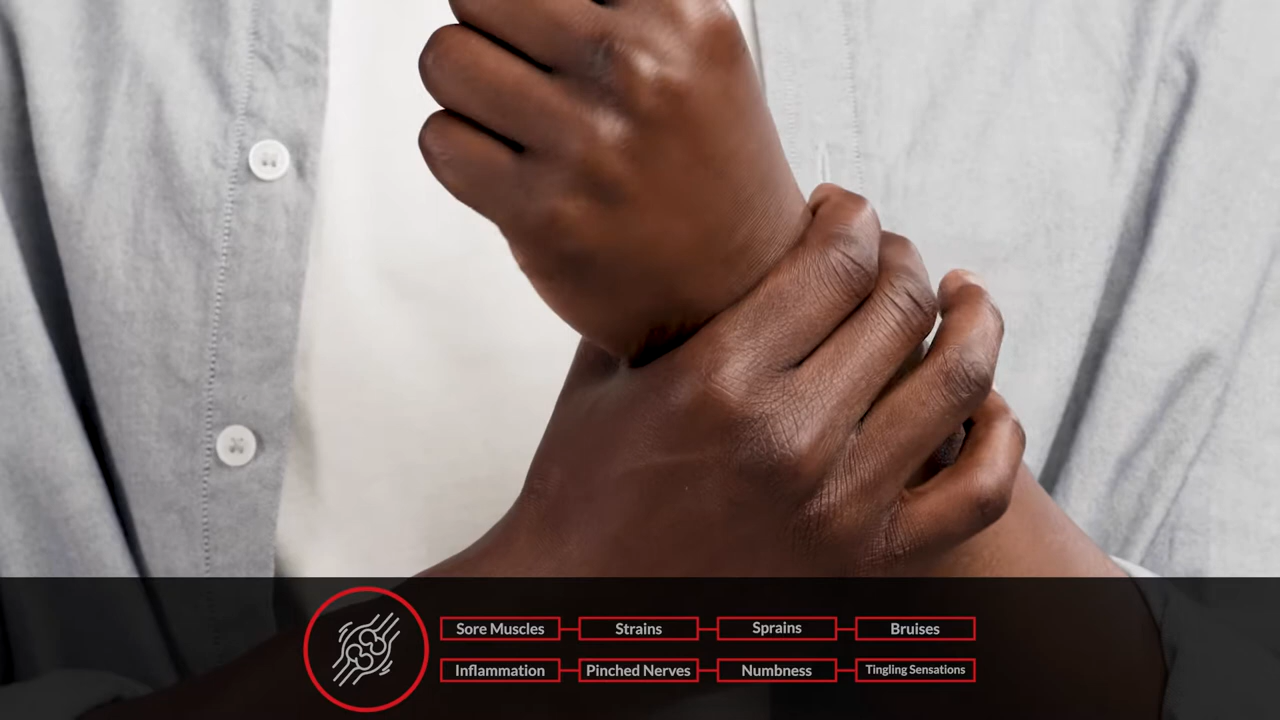 Sore Muscles
Strains
Sprains
Bruises
Inflammation
Pinched Nerves
Numbness
Tingling Sensations